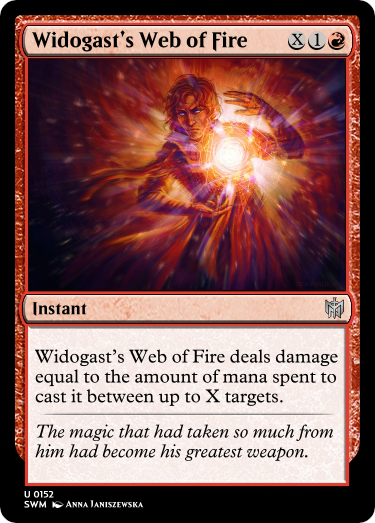 Widogast's Web of Fire X 1
Instant
Widogast's Web of Fire deals damage
equal to the amount of mana spent to
cast it between up to X targets.
The magic that had taken so much from
him had become his greatest weapon.
U 0152
SWM Anna Janiszewska